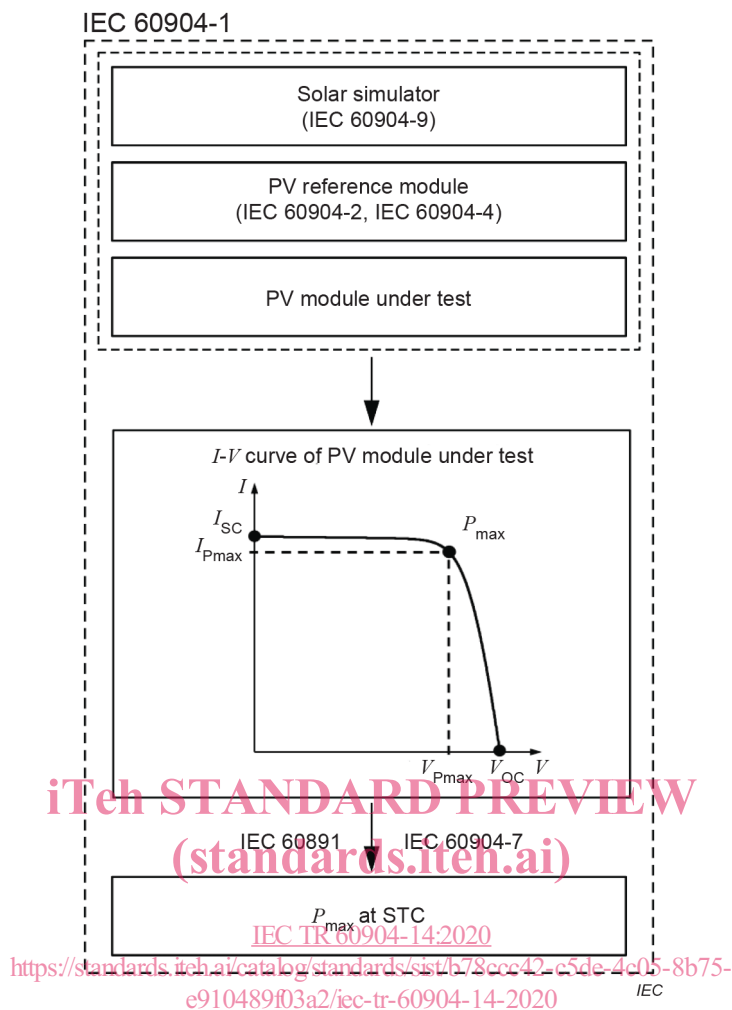 IEC 60904-1
Solar simulator
(IEC 60904-9)
PV reference module
(IEC 60904-2, IEC 60904-4)
PV module under test
I-V curve of PV module under test
I
ISC
Pmax
IPmax
VPmax VOC V
iTeh STANDARD PREVIEW
IEC 60891 IEC 60904-7
(standards.iteh.ai)
Pmax at STC
IEC TR 60904-14:2020
https://standards.iteh.ai/catalog/standards/sist/b78ccc42-c5de-4c05-8b75-
e910489f03a2/iec-tr-60904-14-2020
IEC